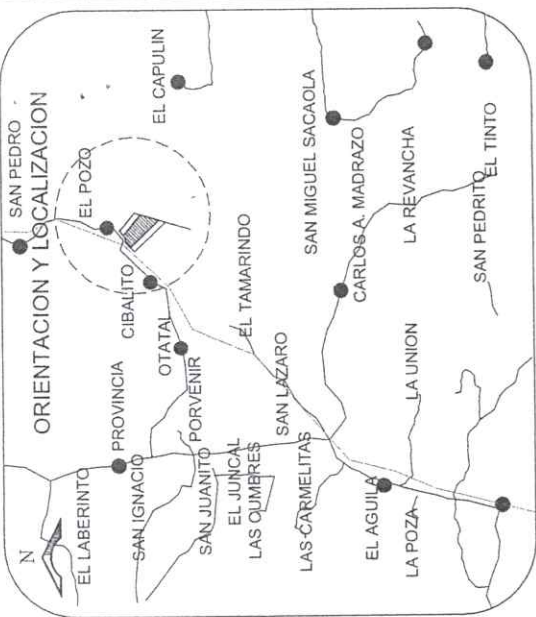 ORIENTACION Y LOCALIZACION
N
SAN PEDRO
EL POZO
EL CAPULIN
CIBALITO
OTATAL
EL LABERINTO
PROVINCIA
PORVENIR
SAN IGNACIO
EL TAMARINDO
SAN JUANITO
EL JUNCAL
LAS CUMBRES
SAN LAZARO
SAN MIGUEL SACAOLA
LAS CARMELITAS
CARLOS A. MADRAZO
EL AGUILA
LA REVANCHA
LA POZA
LA UNION
SAN PEDRITO
EL TINTO